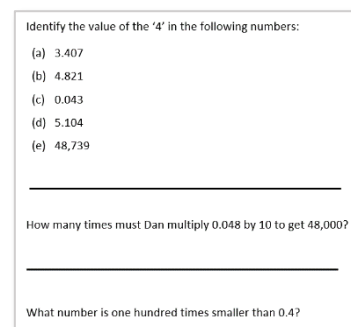 Identify the value of the ‘4’ in the following numbers:
(a) 3.407
(b) 4.821
(c) 0.043
(d) 5.104
(e) 48,739
How many times must Dan multiply 0.048 by 10 to get 48,000?
What number is one hundred times smaller than 0.4?